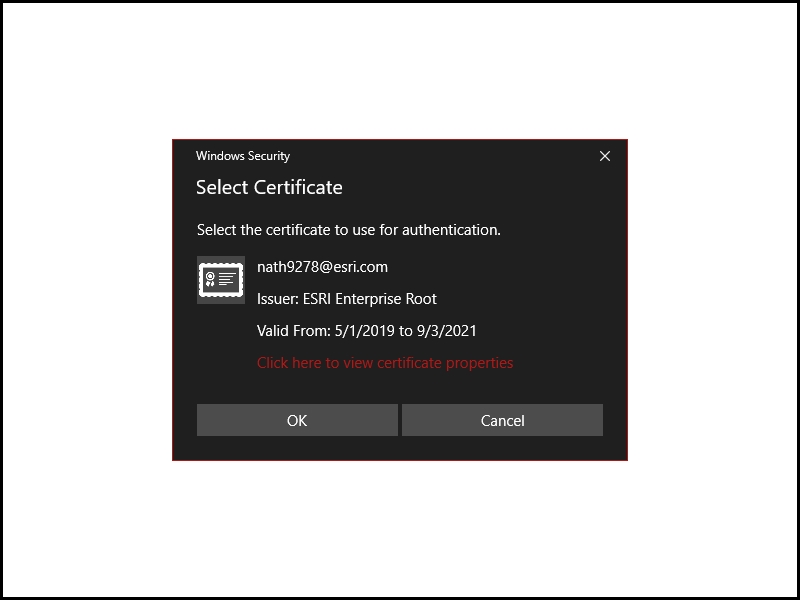 Windows Security
Select Certificate
Select the certificate to use for authentication.
nath9278@esri.com
Issuer: ESRI Enterprise Root
Valid From: 5/1/2019 to 9/3/2021
Click here to view certificate properties
OK
Cancel